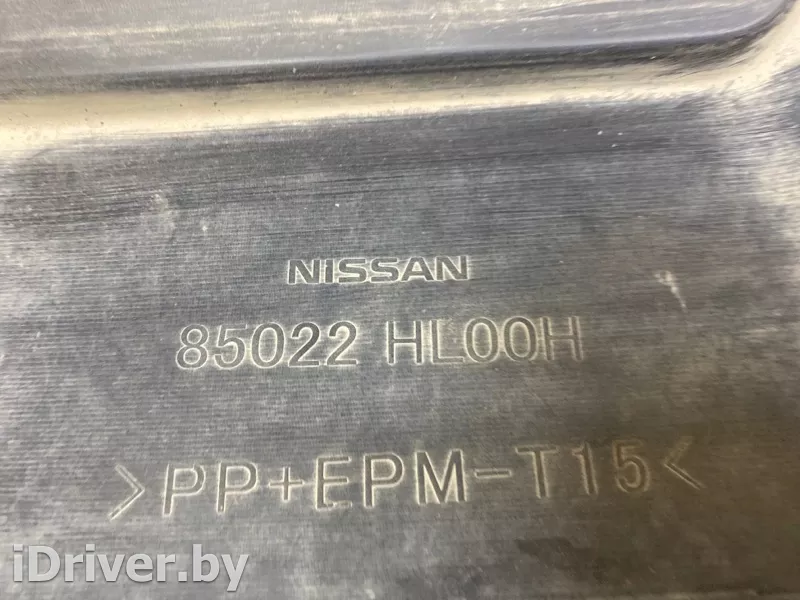 NISSAN
85022 HL00H
>PP+EPM-T15<
iDriver.by